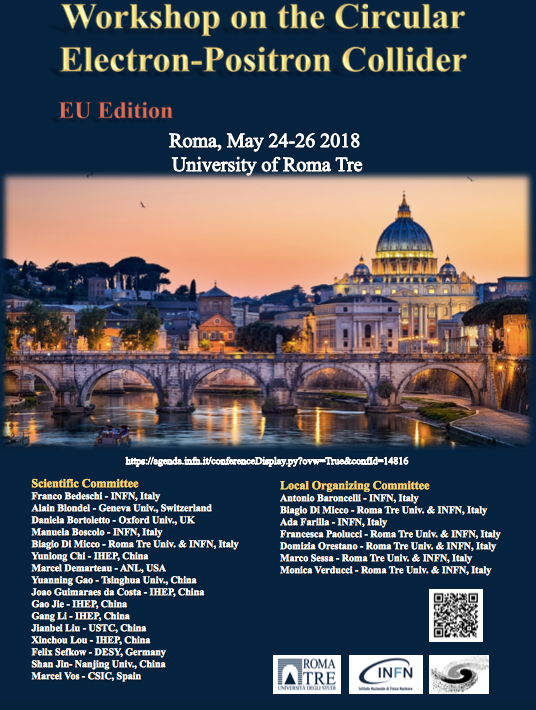 Workshop on the Circular
Electron-Positron Collider
EU Edition
Roma, May 24-26 2018
University of Roma Tre
https://agenda.infn.it/conferenceDisplay.py?ovw=True&confId=14816
Scientific Committee
Franco Bedeschi - INFN, Italy
Alain Blondel - Geneva Univ., Switzerland
Daniela Bortoletto - Oxford Univ., UK
Manuela Boscolo - INFN, Italy
Biagio Di Micco - Roma Tre Univ. & INFN, Italy
Yunlong Chi - IHEP, China
Marcel Demarteau - ANL, USA
Yuanning Gao - Tsinghua Univ., China
Joao Guimaraes da Costa - IHEP, China
Gao Jie - IHEP, China
Gang Li - IHEP, China
Jianbei Liu - USTC, China
Xinchou Lou - IHEP, China
Felix Sefkow - DESY, Germany
Shan Jin- Nanjing Univ., China
Marcel Vos - CSIC, Spain
Local Organizing Committee
Antonio Baroncelli - INFN, Italy
Biagio Di Micco - Roma Tre Univ. & INFN, Italy
Ada Farilla - INFN, Italy
Francesca Paolucci - Roma Tre Univ. & INFN, Italy
Domizia Orestano - Roma Tre Univ. & INFN, Italy
Marco Sessa - Roma Tre Univ. & INFN, Italy
Monica Verducci - Roma Tre Univ. & INFN, Italy
ROMA
TRE
UNIVERSITÀ DEGLI STUDI
INFN
Istituto Nazionale di Fisica Nucleare